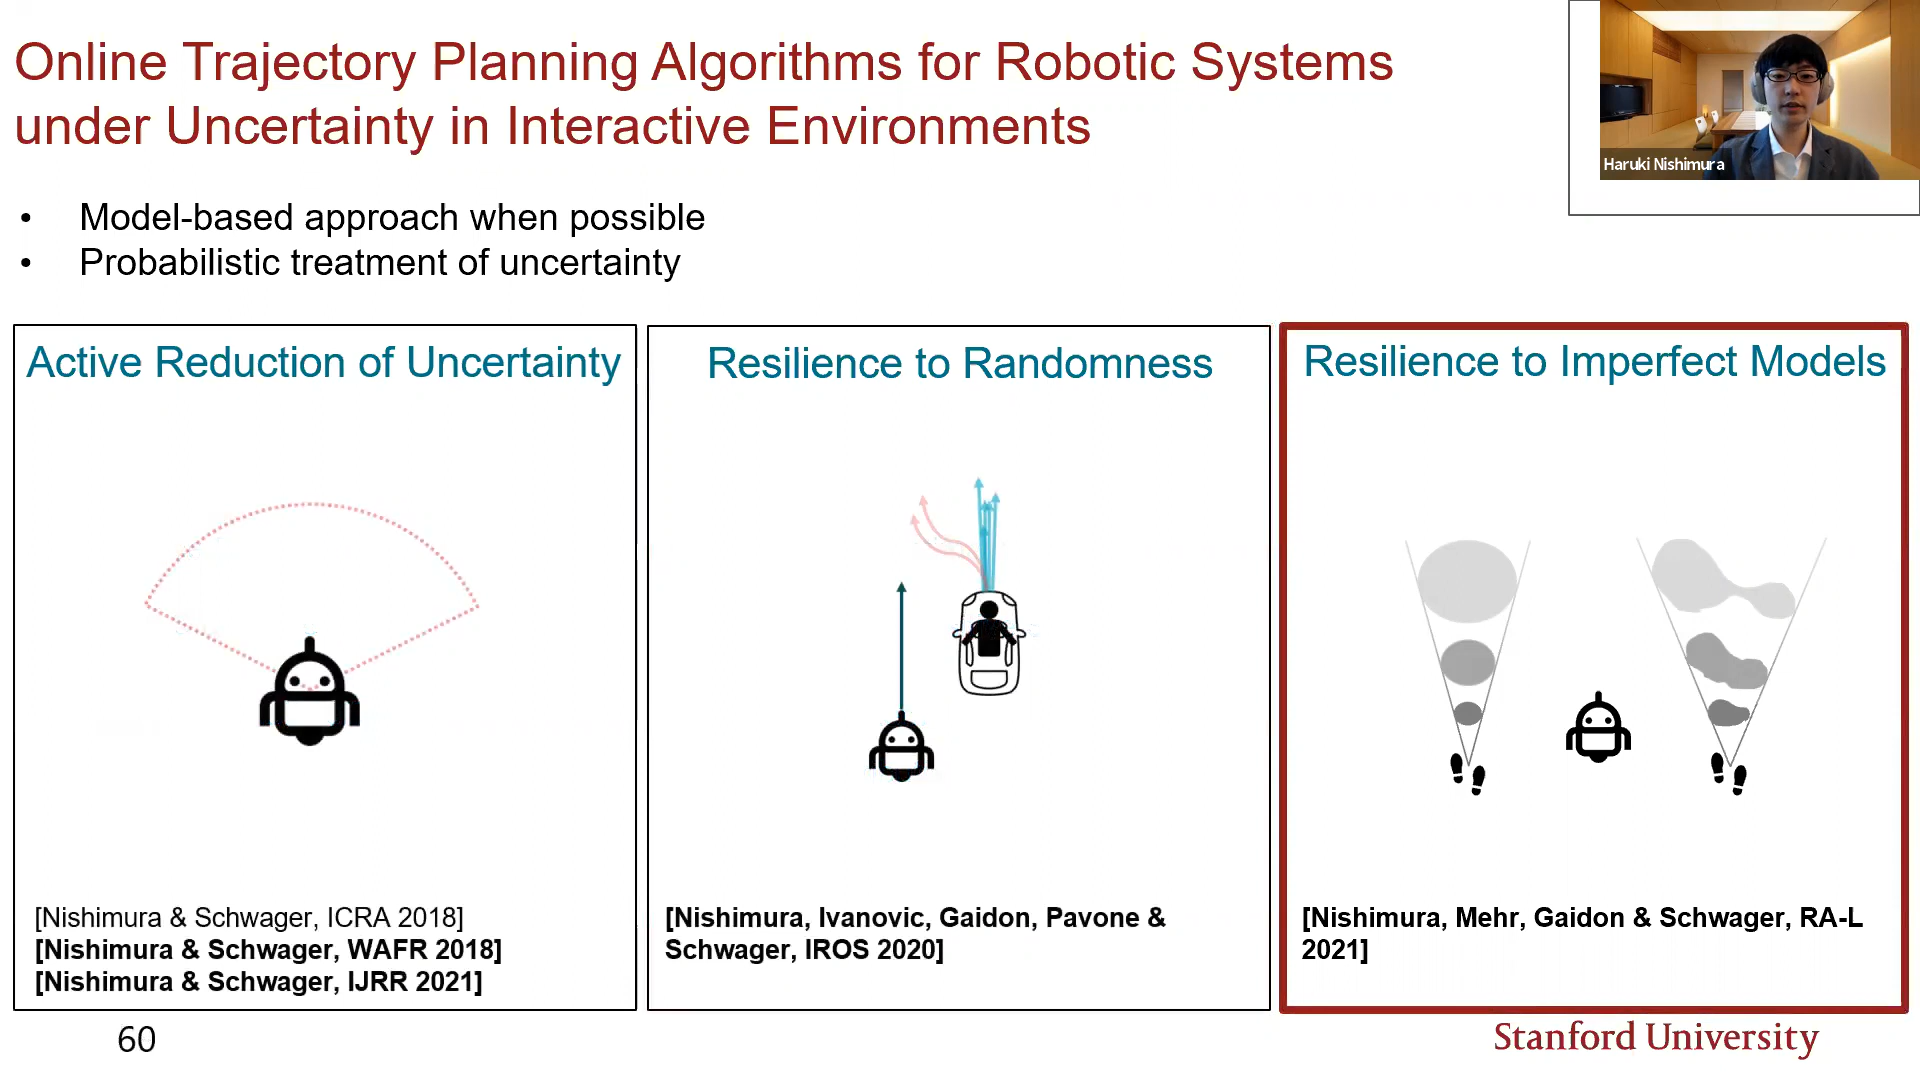 Online Trajectory Planning Algorithms for Robotic Systems
under Uncertainty in Interactive Environments
Haruki Nishimura
• Model-based approach when possible
• Probabilistic treatment of uncertainty
Active Reduction of Uncertainty
[Nishimura & Schwager, ICRA 2018]
[Nishimura & Schwager, WAFR 2018]
[Nishimura & Schwager, IJRR 2021]
Resilience to Randomness
[Nishimura, Ivanovic, Gaidon, Pavone &
Schwager, IROS 2020]
Resilience to Imperfect Models
[Nishimura, Mehr, Gaidon & Schwager, RA-L
2021]
60
Stanford University